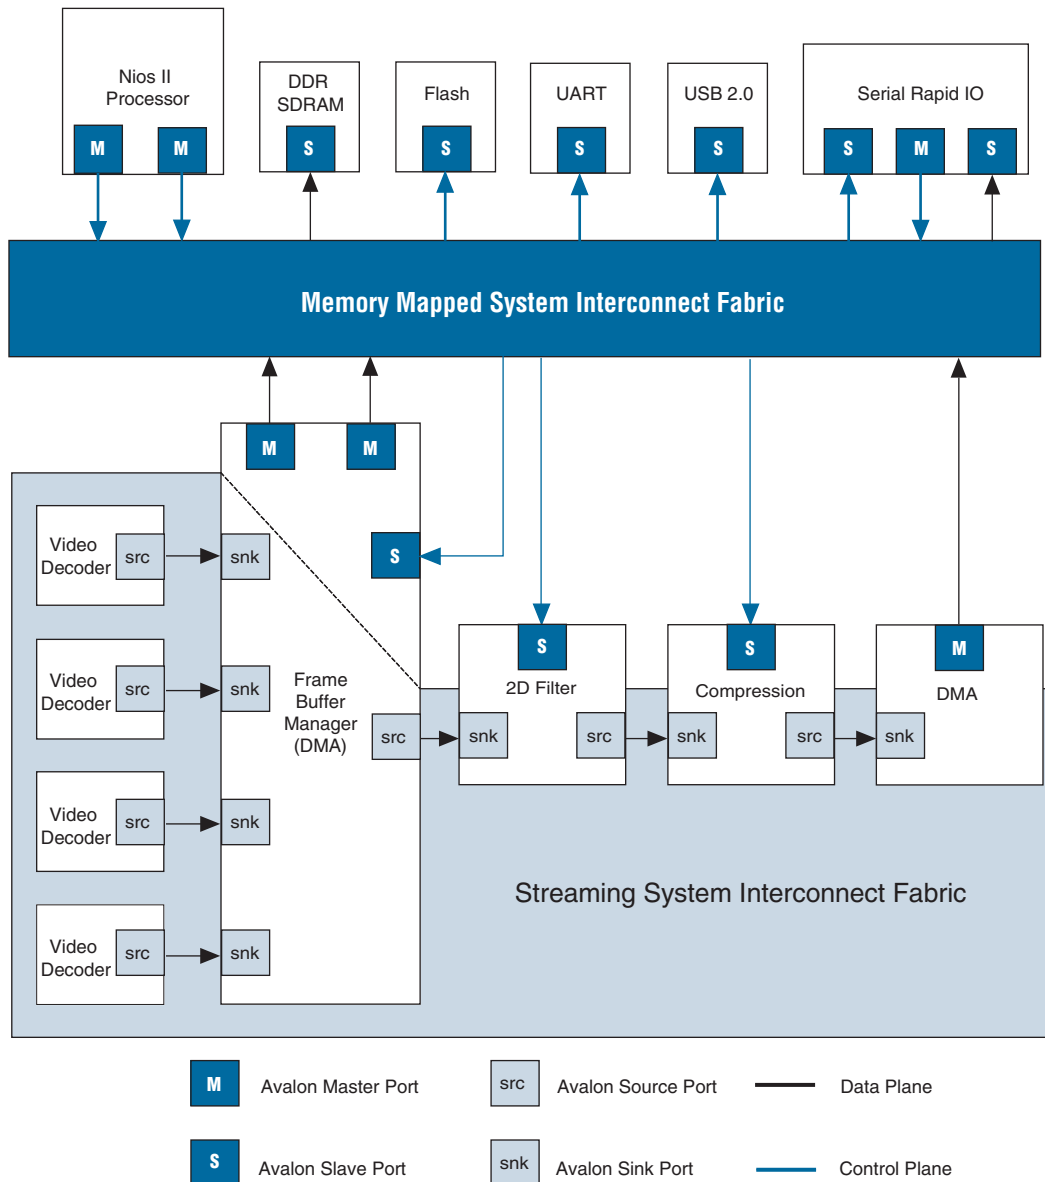 Nios II
Processor
M
M
DDR
SDRAM
S
Flash
S
UART
S
USB 2.0
S
Serial Rapid IO
S
M
S
Memory Mapped System Interconnect Fabric
M
M
S
Video
Decoder
src
snk
Video
Decoder
src
snk
Video
Decoder
src
snk
Video
Decoder
src
snk
Frame
Buffer
Manager
(DMA)
src
S
2D Filter
snk
src
S
Compression
snk
src
M
DMA
snk
Streaming System Interconnect Fabric
M
Avalon Master Port
src
Avalon Source Port
Data Plane
S
Avalon Slave Port
snk
Avalon Sink Port
Control Plane